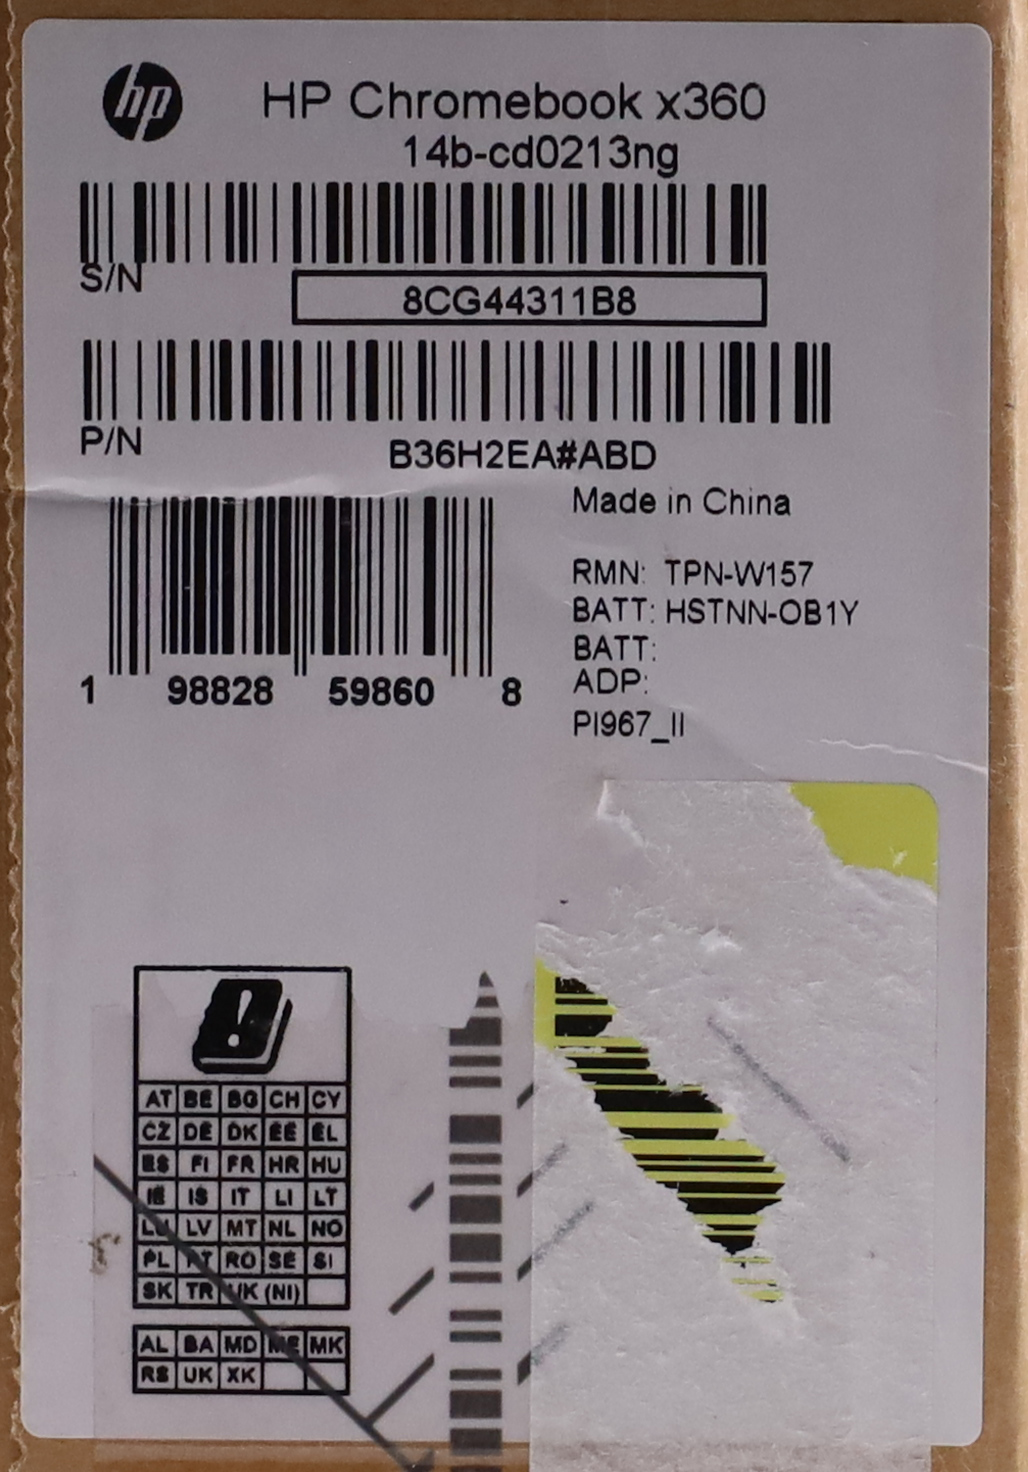 hp
HP Chromebook x360
14b-cd0213ng
S/N
8CG44311B8
P/N
B36H2EA#ABD
Made in China
RMN: TPN-W157
BATT: HSTNN-OB1Y
BATT:
ADP:
PI967_II
1 98828 59860 8
!
AT BE BG CH CY
CZ DE DK EE EL
ES FI FR HR HU
IE IS IT LI LT
LU LV MT NL NO
PL PT RO SE SI
SK TR UK (NI)
AL BA MD ME MK
RS UK XK